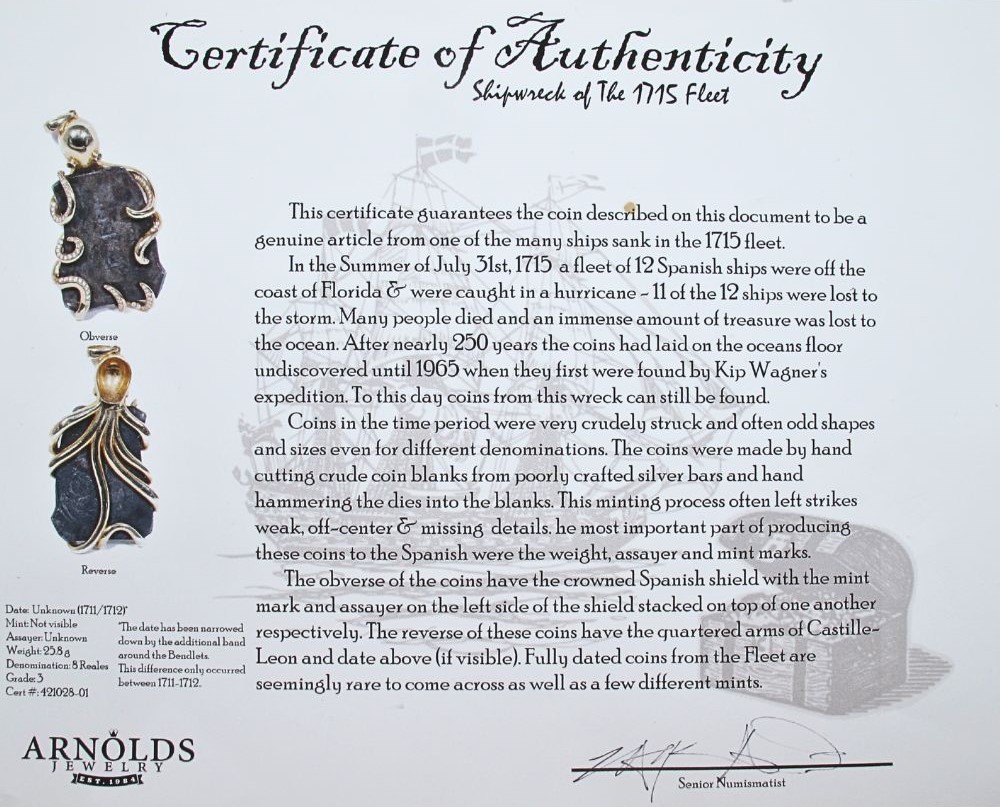 Certificate of Authenticity
Shipwreck of The 1715 Fleet
This certificate guarantees the coin described on this document to be a
genuine article from one of the many ships sank in the 1715 fleet.
In the Summer of July 31st, 1715 a fleet of 12 Spanish ships were off the
coast of Florida & were caught in a hurricane - 11 of the 12 ships were lost to
the storm. Many people died and an immense amount of treasure was lost to
the ocean. After nearly 250 years the coins had laid on the oceans floor
undiscovered until 1965 when they first were found by Kip Wagner's
expedition. To this day coins from this wreck can still be found.
Coins in the time period were very crudely struck and often odd shapes
and sizes even for different denominations. The coins were made by hand
cutting crude coin blanks from poorly crafted silver bars and hand
hammering the dies into the blanks. This minting process often left strikes
weak, off-center & missing details. he most important part of producing
these coins to the Spanish were the weight, assayer and mint marks.
The obverse of the coins have the crowned Spanish shield with the mint
mark and assayer on the left side of the shield stacked on top of one another
respectively. The reverse of these coins have the quartered arms of Castille-
Leon and date above (if visible). Fully dated coins from the Fleet are
seemingly rare to come across as well as a few different mints.
Obverse
Reverse
Date: Unknown (1711/1712)*
Mint: Not visible
Assayer: Unknown
Weight: 25.8 g
Denomination: 8 Reales
Grade: 3
Cert #: 421028-01
*The date has been narrowed
down by the additional band
around the Bendlets.
This difference only occurred
between 1711-1712.
ARNOLDS
JEWELRY
EST. 1984
Senior Numismatist